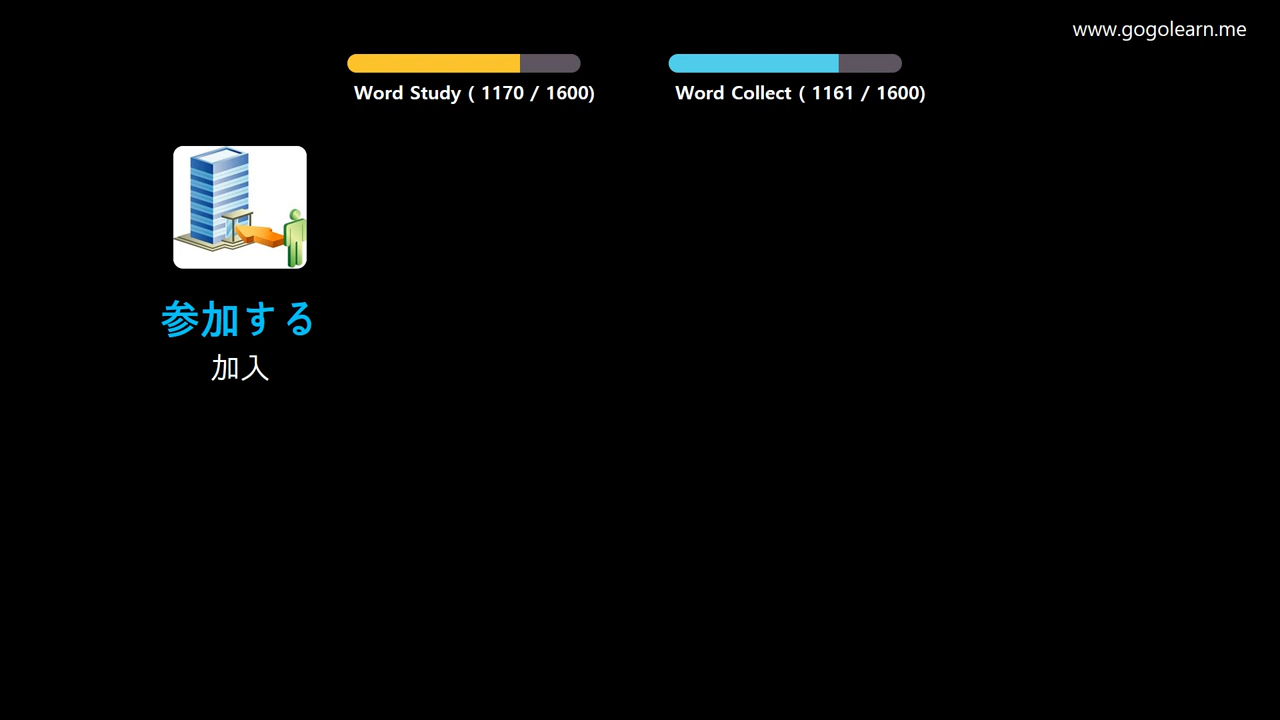 www.gogolearn.me
Word Study ( 1170 / 1600)
Word Collect ( 1161 / 1600)
参加する
加入